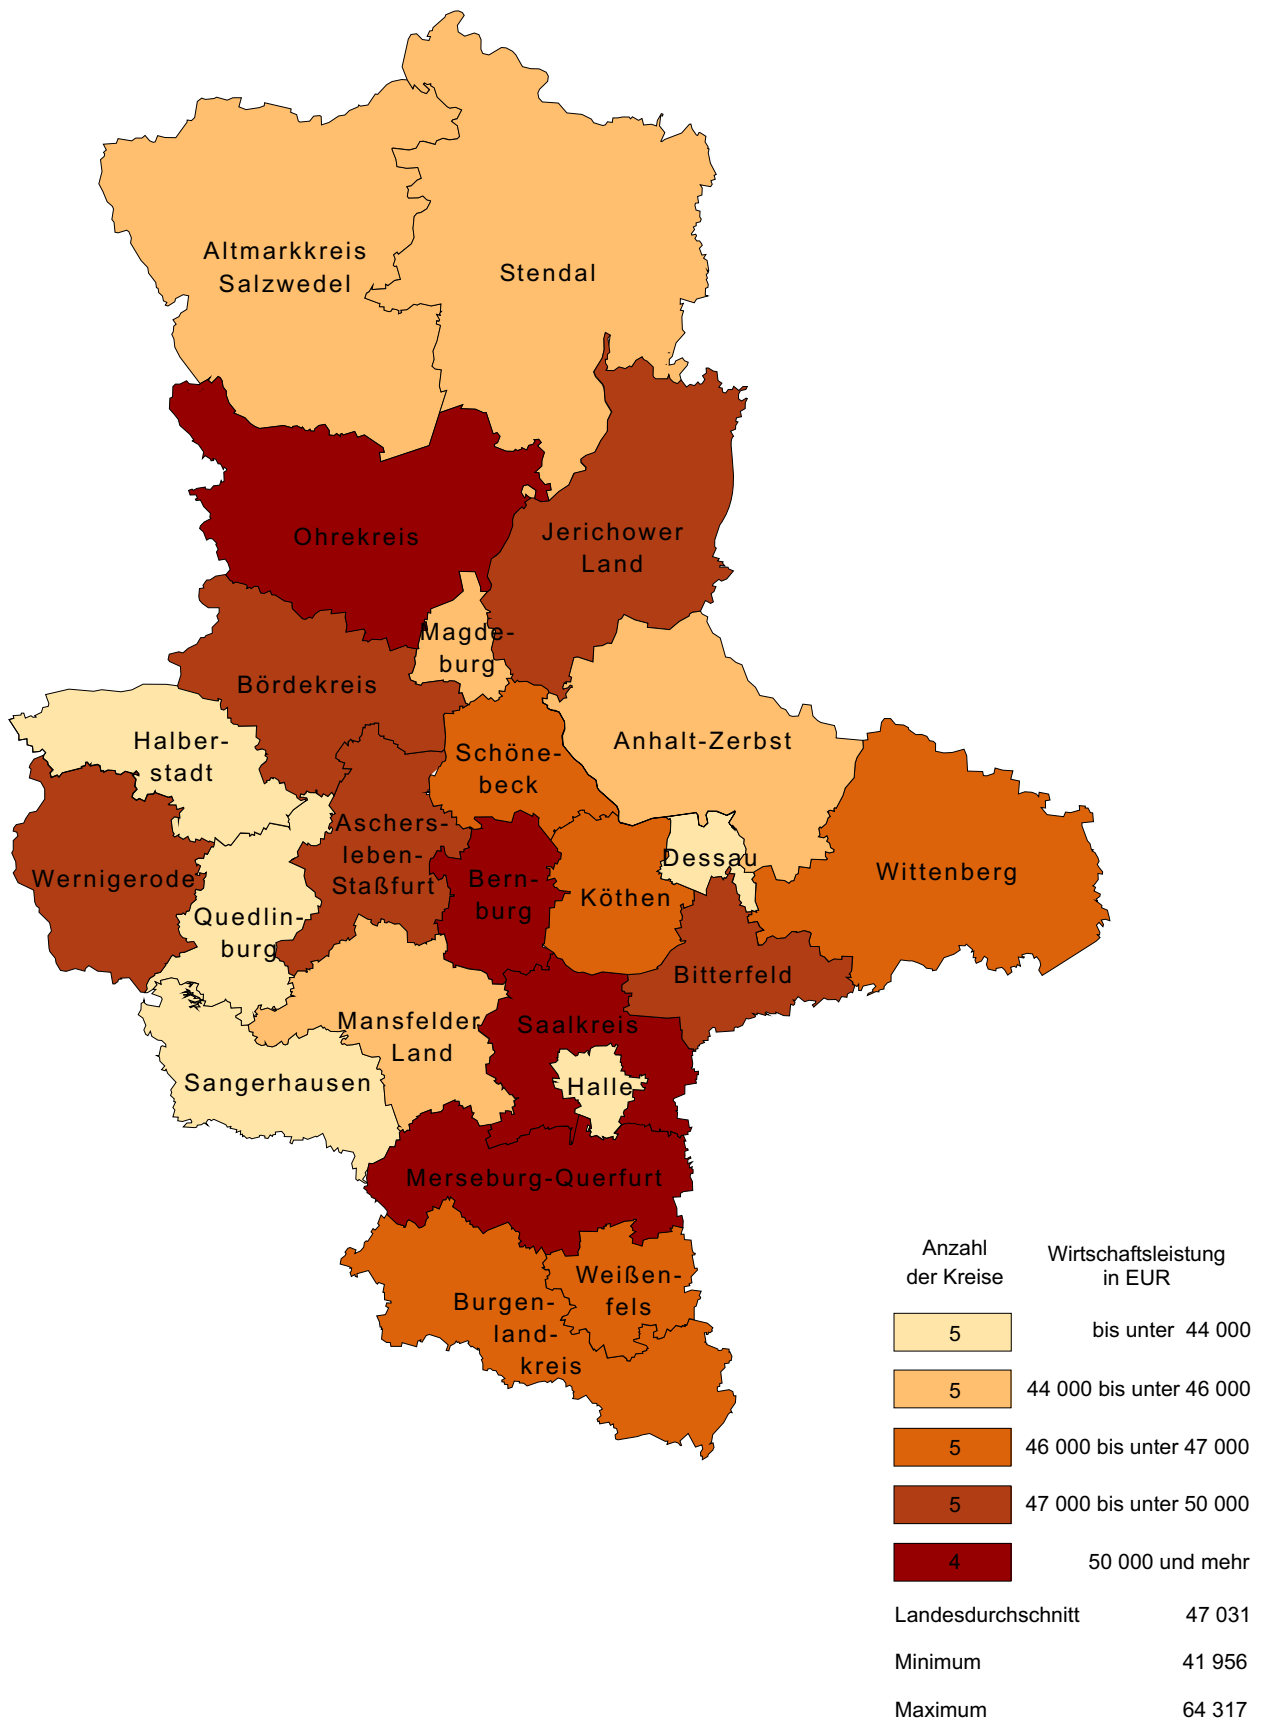 Altmarkkreis
Salzwedel
Stendal
Ohrekreis
Jerichower
Land
Magde-
burg
Bördekreis
Halber-
stadt
Schöne-
beck
Anhalt-Zerbst
Aschers-
leben-
Staßfurt
Wernigerode
Quedlin-
burg
Bern-
burg
Köthen
Dessau
Wittenberg
Bitterfeld
Mansfelder
Land
Saalkreis
Halle
Sangerhausen
Merseburg-Querfurt
Weißen-
fels
Burgen-
land-
kreis
Anzahl
der Kreise
Wirtschaftsleistung
in EUR
5 bis unter 44 000
5 44 000 bis unter 46 000
5 46 000 bis unter 47 000
5 47 000 bis unter 50 000
4 50 000 und mehr
Landesdurchschnitt 47 031
Minimum 41 956
Maximum 64 317